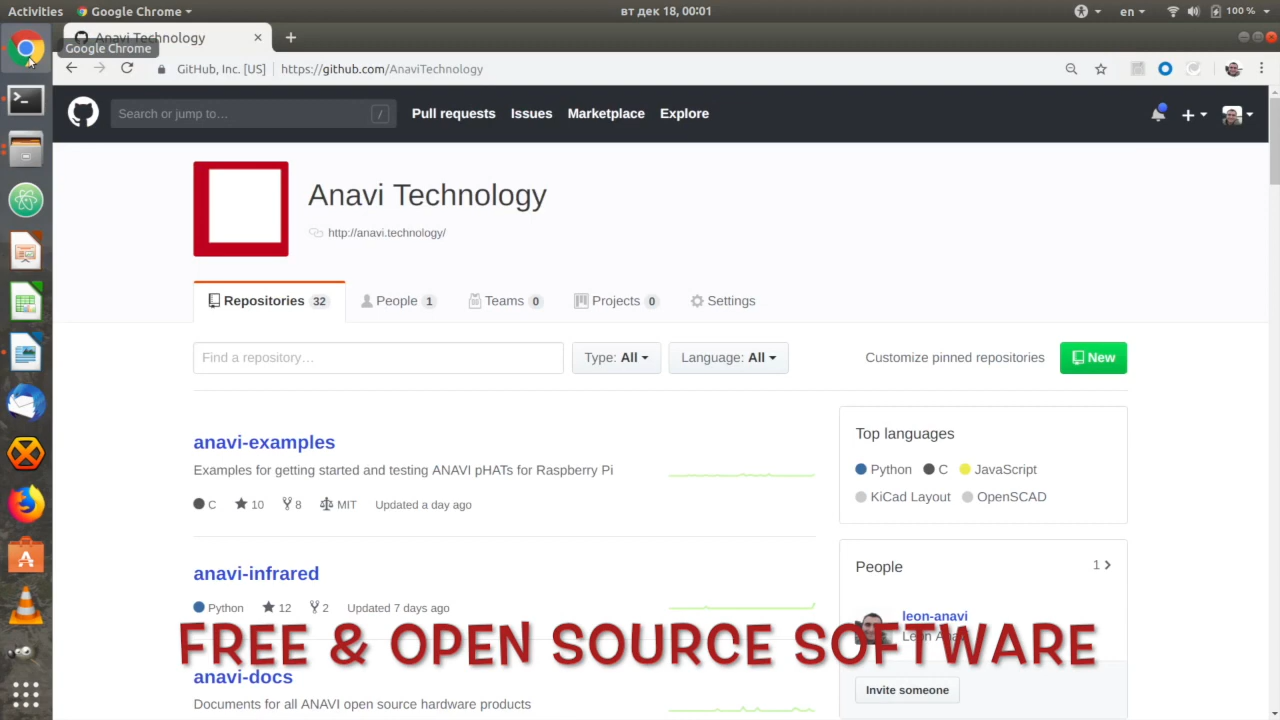 Activities Google Chrome вт дек 18, 00:01 en 100 %
Anavi Technology
Google Chrome
GitHub, Inc. [US] https://github.com/AnaviTechnology
Search or jump to… / Pull requests Issues Marketplace Explore
Anavi Technology
http://anavi.technology/
Repositories 32 People 1 Teams 0 Projects 0 Settings
Find a repository… Type: All Language: All Customize pinned repositories New
anavi-examples
Examples for getting started and testing ANAVI pHATs for Raspberry Pi
C 10 8 MIT Updated a day ago
Top languages
Python C JavaScript
KiCad Layout OpenSCAD
anavi-infrared
Python 12 2 Updated 7 days ago
People 1
leon-anavi
FREE & OPEN SOURCE SOFTWARE
anavi-docs
Documents for all ANAVI open source hardware products
Invite someone